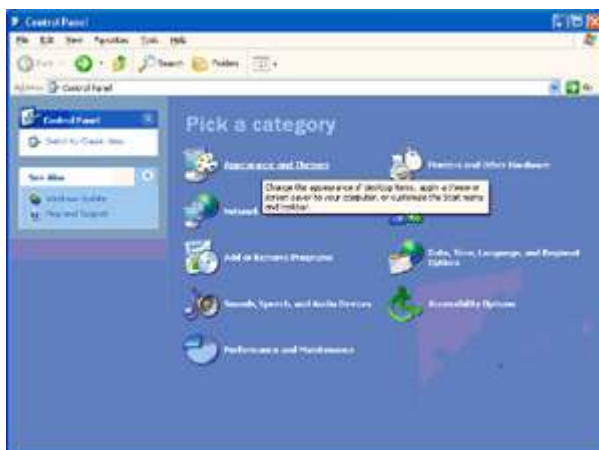 Control Panel
File Edit View Favorites Tools Help
Back Search Folders
Address Control Panel Go
Control Panel
Switch to Classic View
See Also
Windows Update
Help and Support
Pick a category
Appearance and Themes
Printers and Other Hardware
Change the appearance of desktop items, apply a theme or
screen saver to your computer, or customize the Start menu
and taskbar.
Network
Add or Remove Programs
Date, Time, Language, and Regional
Options
Sounds, Speech, and Audio Devices
Accessibility Options
Performance and Maintenance